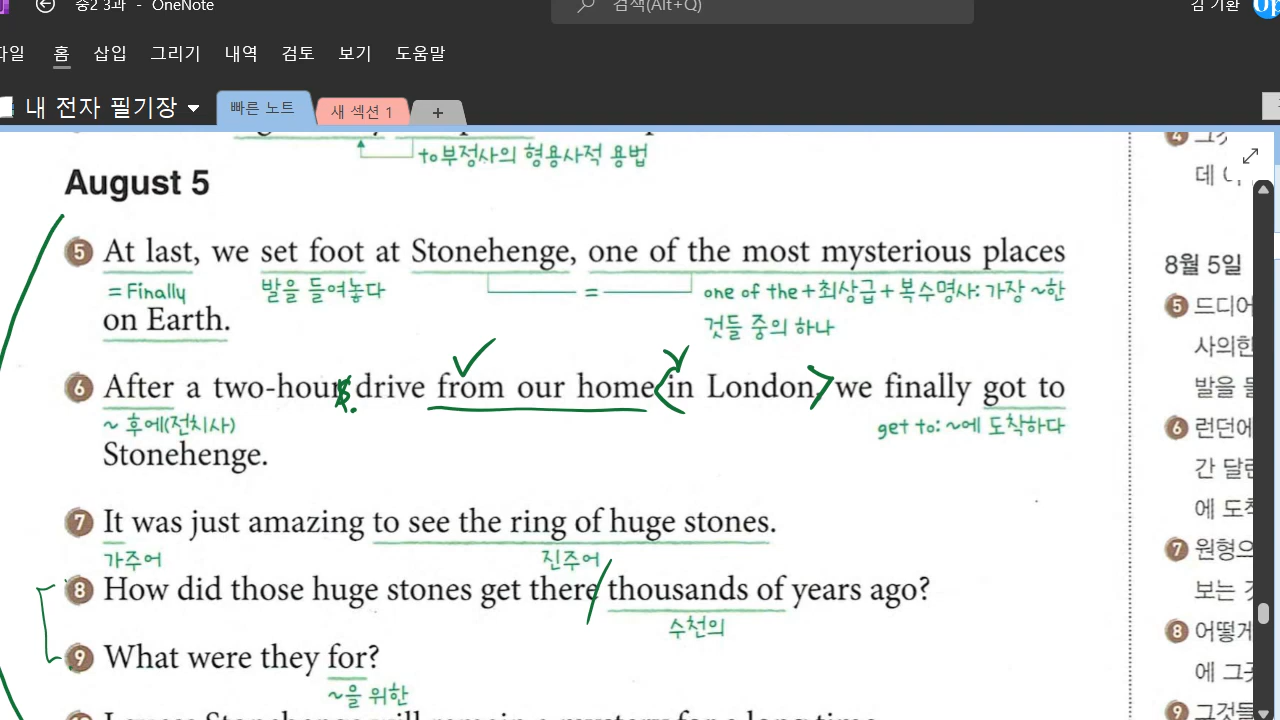 중2 3과 - OneNote
검색(Alt+Q)
김 기환
파일 홈 삽입 그리기 내역 검토 보기 도움말
내 전자 필기장 빠른 노트 새 섹션 1 +
to부정사의 형용사적 용법
August 5
5 At last, we set foot at Stonehenge, one of the most mysterious places
= Finally 발을 들여놓다 = one of the+최상급+복수명사: 가장 ~한
on Earth. 것들 중의 하나
6 After a two-hour drive from our home in London, we finally got to
~ 후에(전치사) get to: ~에 도착하다
Stonehenge.
7 It was just amazing to see the ring of huge stones.
가주어 진주어
8 How did those huge stones get there thousands of years ago?
수천의
9 What were they for?
~을 위한
4
데
8월 5일
5 드디어
사의한
발을
6 런던에
간
에
7 원형으
보는
8 어떻게
에
9 그것들